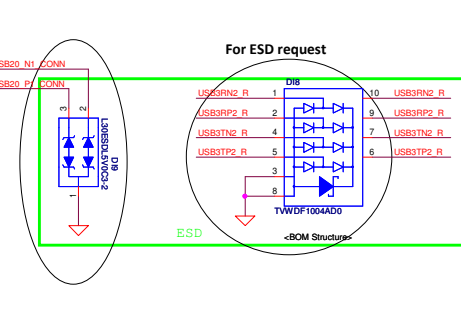 For ESD request
SB20_N1_CONN
SB20_P1_CONN
3
2
L30ESDL5V0C3-2
DI9
1
DI8
USB3RN2_R 1 10 USB3RN2_R
USB3RP2_R 2 9 USB3RP2_R
USB3TN2_R 4 7 USB3TN2_R
USB3TP2_R 5 6 USB3TP2_R
3
8
TVWDF1004AD0
ESD
<BOM Structure>